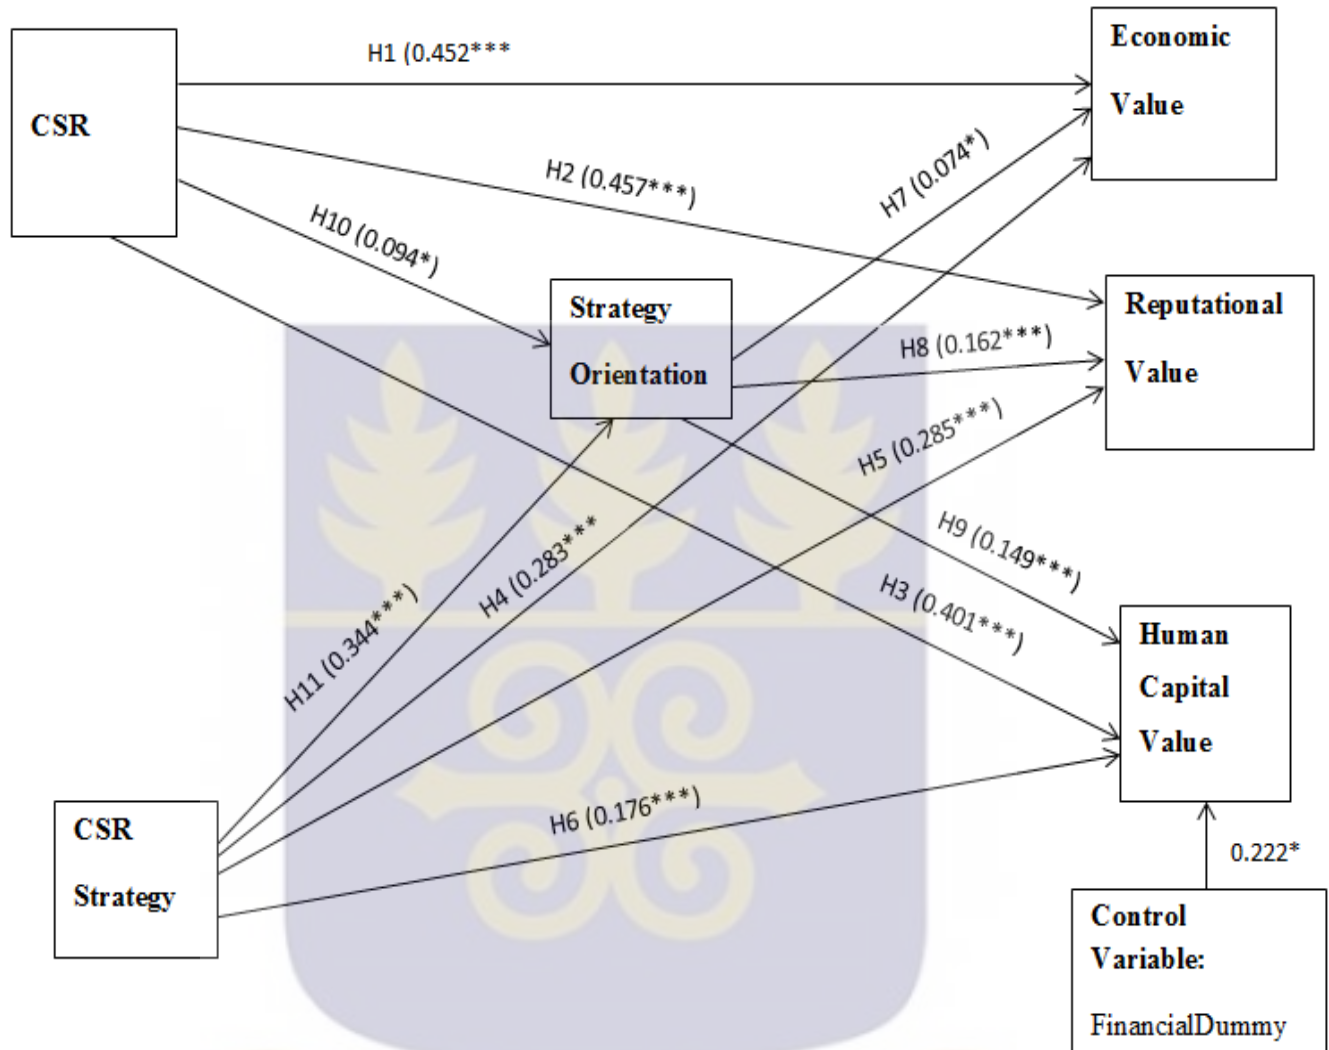 H1 (0.452***
Economic
Value
CSR
H2 (0.457***)
H7 (0.074*)
H10 (0.094*)
Strategy
Orientation
H8 (0.162***)
Reputational
Value
H5 (0.285***)
H9 (0.149***)
H4 (0.283***
H3 (0.401***)
H11 (0.344***)
Human
Capital
Value
H6 (0.176***)
CSR
Strategy
0.222*
Control
Variable:
FinancialDummy